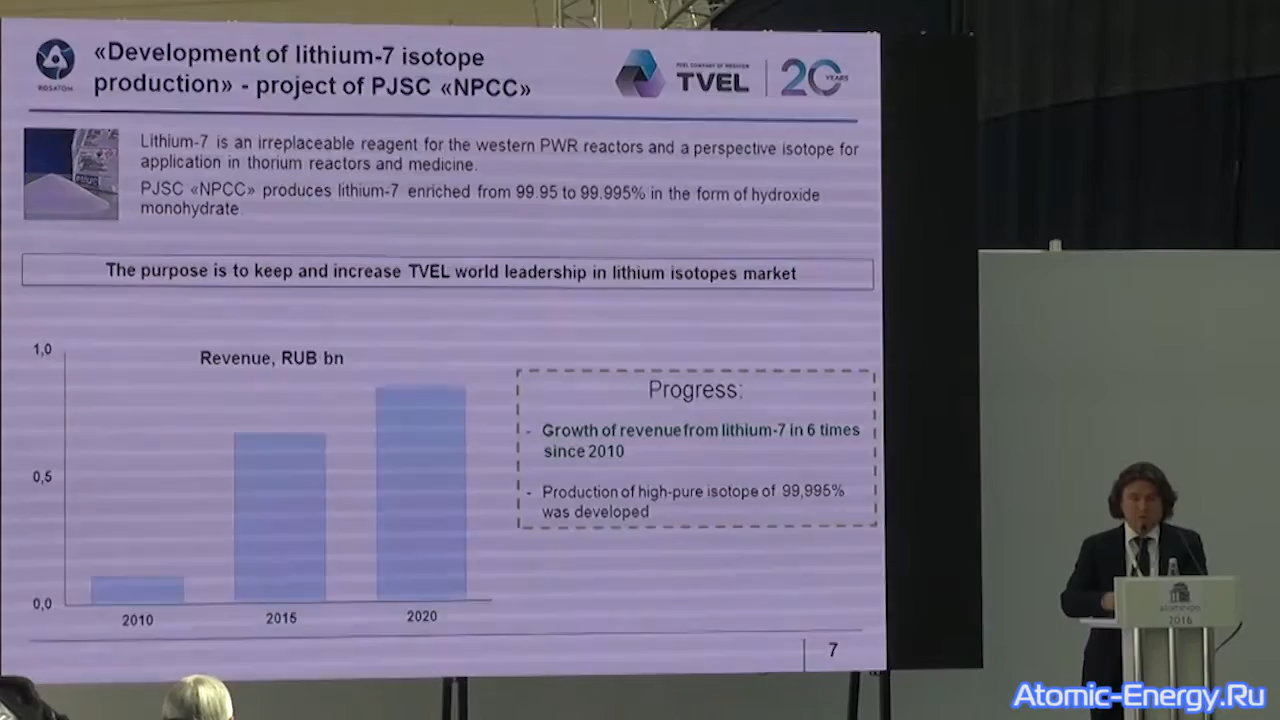 «Development of lithium-7 isotope
production» - project of PJSC «NPCC»
ROSATOM
TVEL
20 YEARS
Lithium-7 is an irreplaceable reagent for the western PWR reactors and a perspective isotope for
application in thorium reactors and medicine.
PJSC «NPCC» produces lithium-7 enriched from 99.95 to 99.995% in the form of hydroxide
monohydrate.
The purpose is to keep and increase TVEL world leadership in lithium isotopes market
Revenue, RUB bn
1,0
0,5
0,0
2010
2015
2020
Progress:
- Growth of revenue from lithium-7 in 6 times
since 2010
- Production of high-pure isotope of 99,995%
was developed
7
2016
Atomic-Energy.Ru